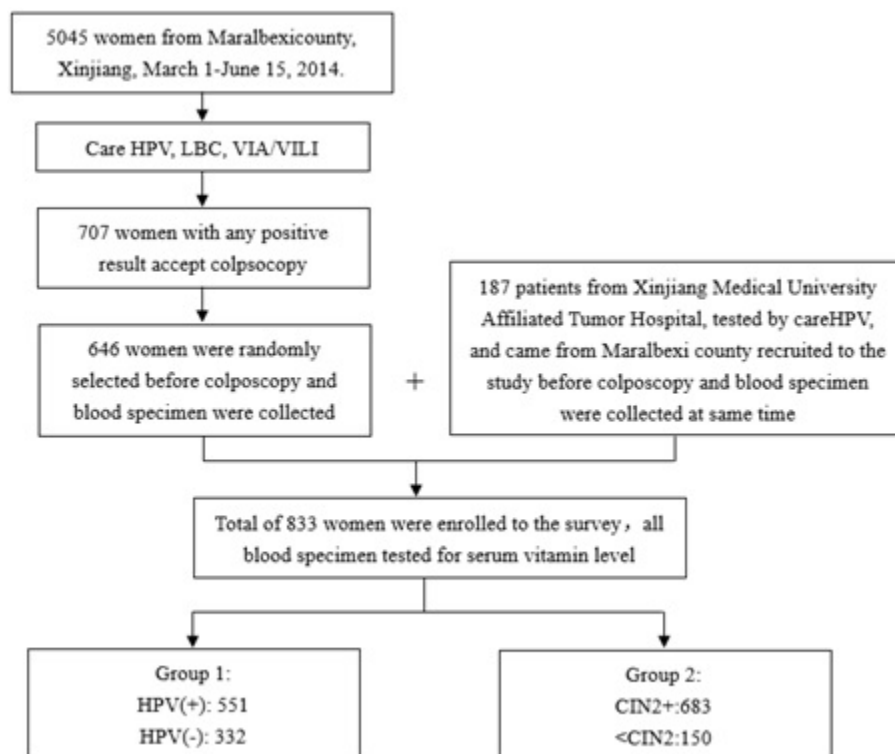 5045 women from Maralbexicounty,
Xinjiang, March 1-June 15, 2014.
Care HPV, LBC, VIA/VILI
707 women with any positive
result accept colpsocopy
646 women were randomly
selected before colposcopy and
blood specimen were collected
+
187 patients from Xinjiang Medical University
Affiliated Tumor Hospital, tested by careHPV,
and came from Maralbexi county recruited to the
study before colposcopy and blood specimen
were collected at same time
Total of 833 women were enrolled to the survey，all
blood specimen tested for serum vitamin level
Group 1:
HPV(+): 551
HPV(-): 332
Group 2:
CIN2+:683
<CIN2:150